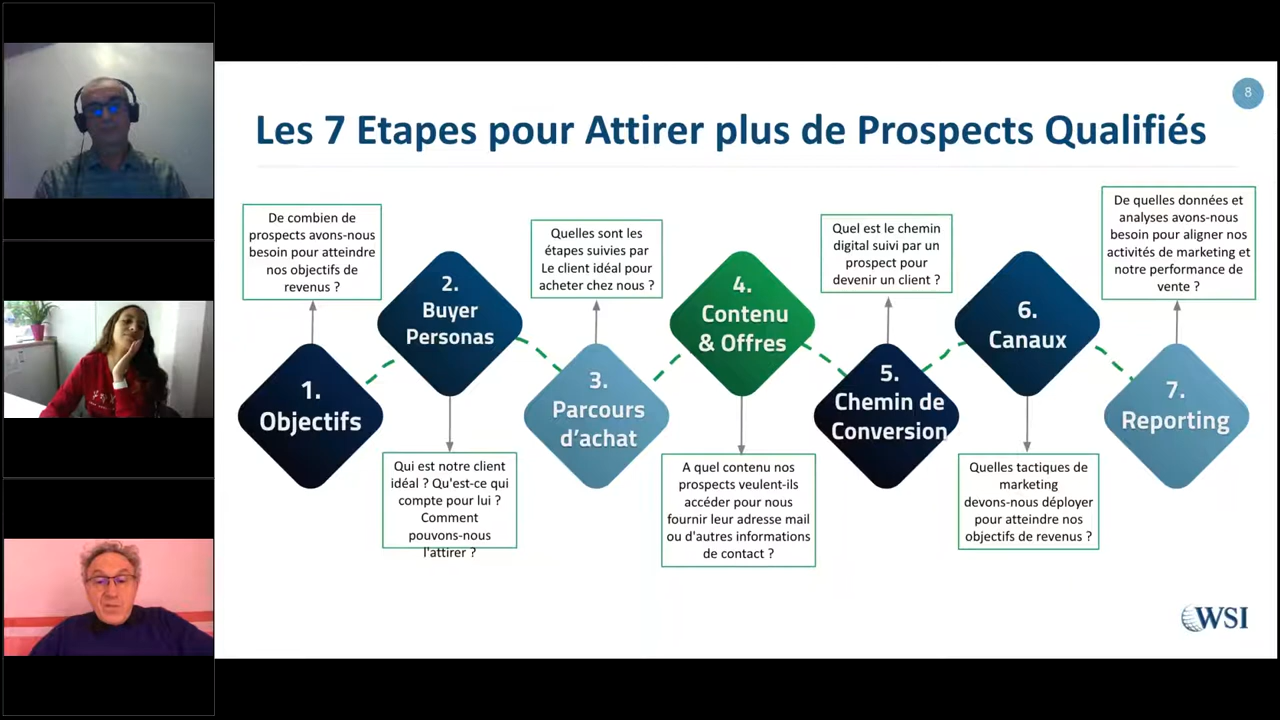 8
Les 7 Etapes pour Attirer plus de Prospects Qualifiés
De combien de
prospects avons-nous
besoin pour atteindre
nos objectifs de
revenus ?
1.
Objectifs
2.
Buyer
Personas
Qui est notre client
idéal ? Qu'est-ce qui
compte pour lui ?
Comment
pouvons-nous
l'attirer ?
Quelles sont les
étapes suivies par
Le client idéal pour
acheter chez nous ?
3.
Parcours
d’achat
4.
Contenu
& Offres
A quel contenu nos
prospects veulent-ils
accéder pour nous
fournir leur adresse mail
ou d'autres informations
de contact ?
Quel est le chemin
digital suivi par un
prospect pour
devenir un client ?
5.
Chemin de
Conversion
6.
Canaux
Quelles tactiques de
marketing
devons-nous déployer
pour atteindre nos
objectifs de revenus ?
De quelles données et
analyses avons-nous
besoin pour aligner nos
activités de marketing et
notre performance de
vente ?
7.
Reporting
WSI